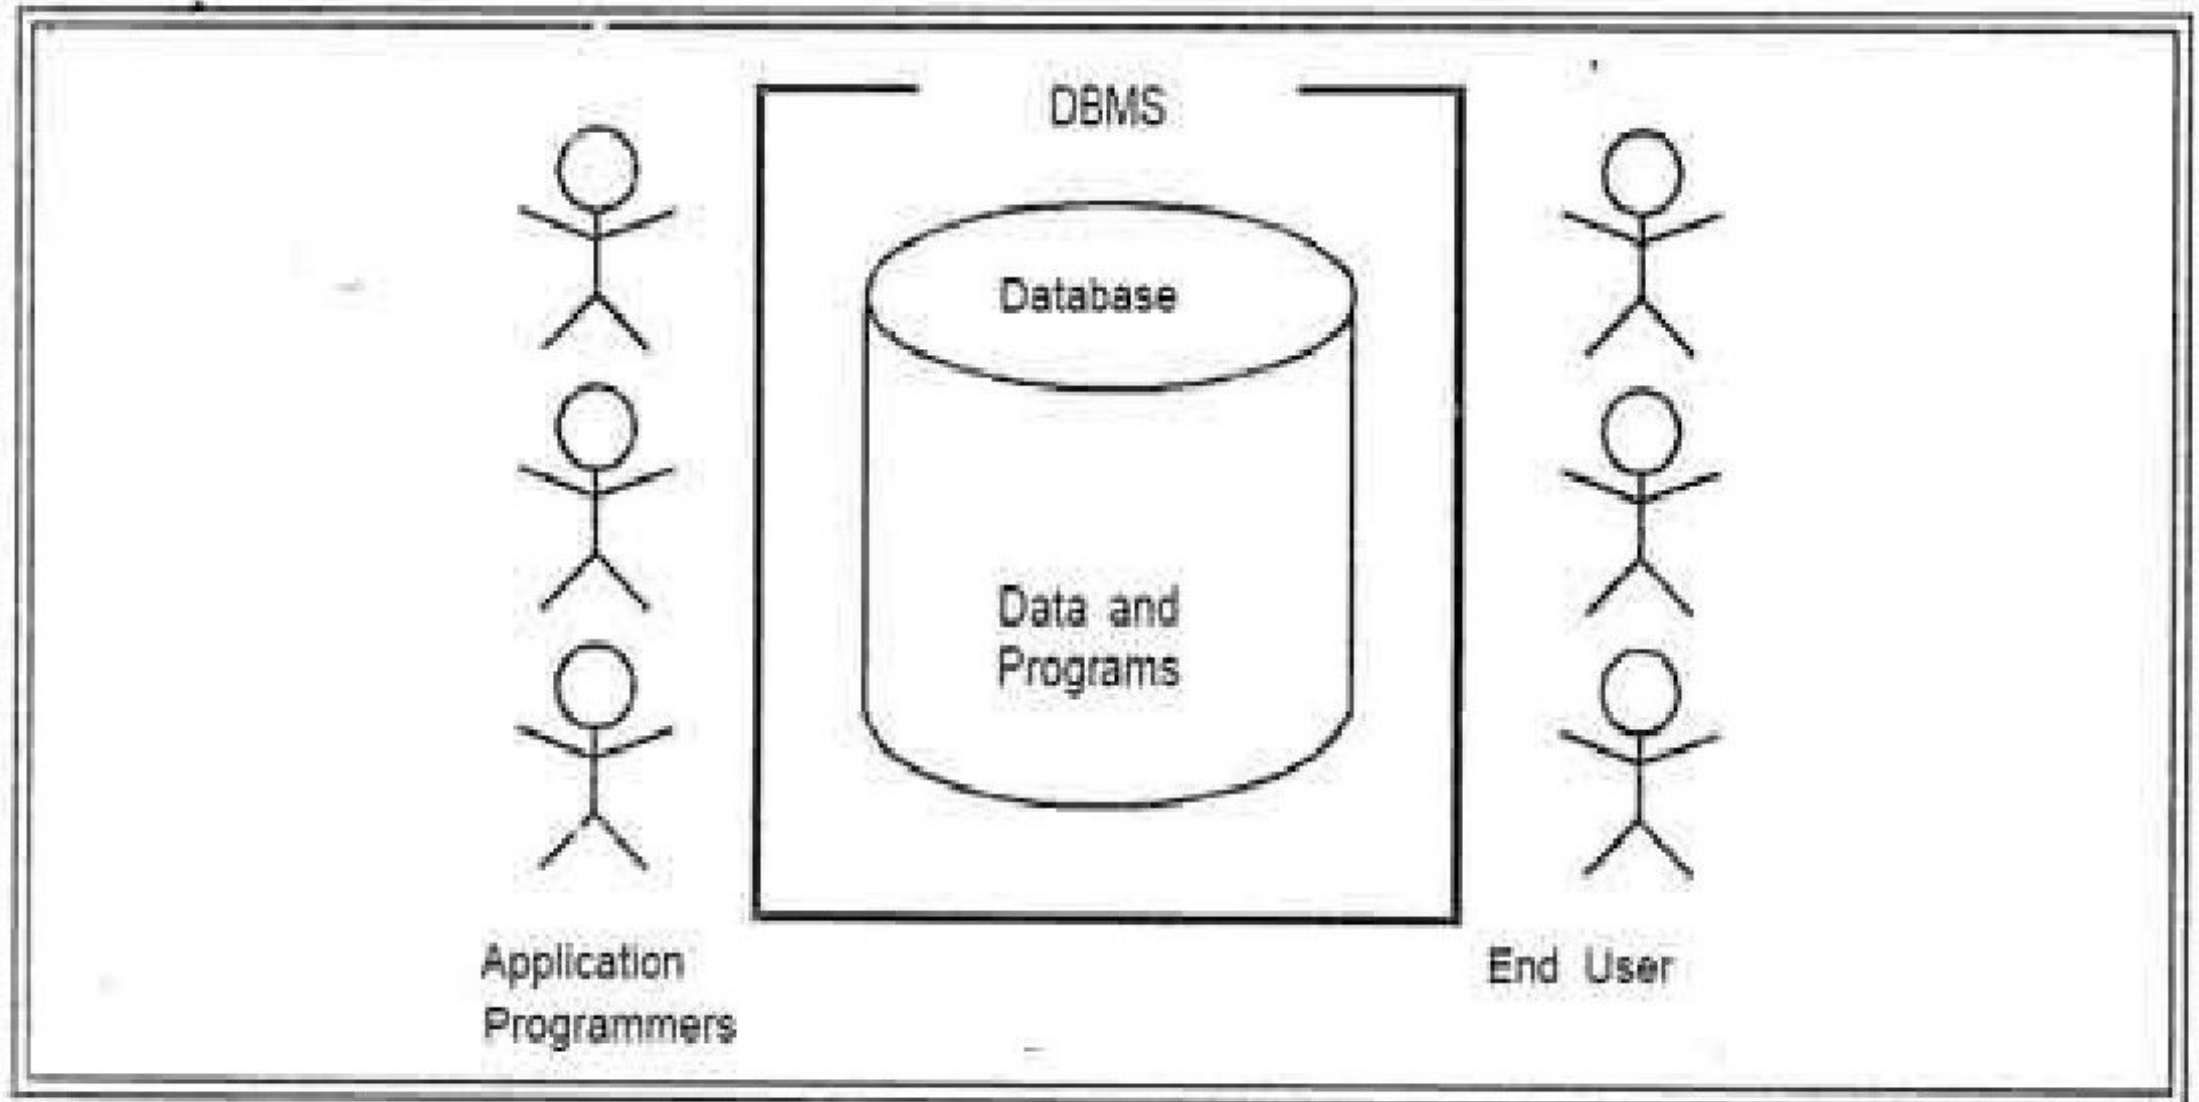 DBMS
Database
Data and
Programs
Application
Programmers
End User